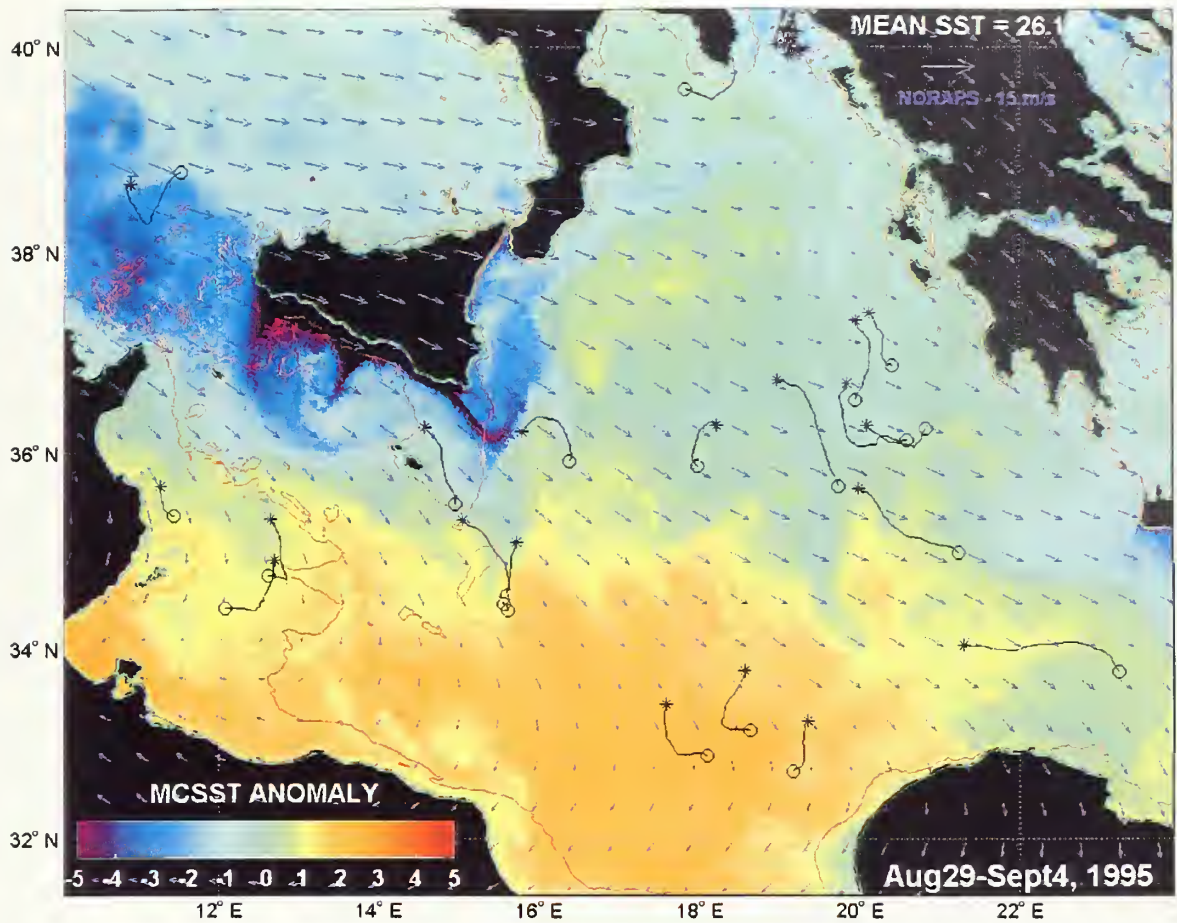 MEAN SST = 26.1
NORAPS 15 m/s
40° N
38° N
36° N
34° N
32° N
MCSST ANOMALY
-5 -4 -3 -2 -1 0 1 2 3 4 5
Aug29-Sept4, 1995
12° E 14° E 16° E 18° E 20° E 22° E